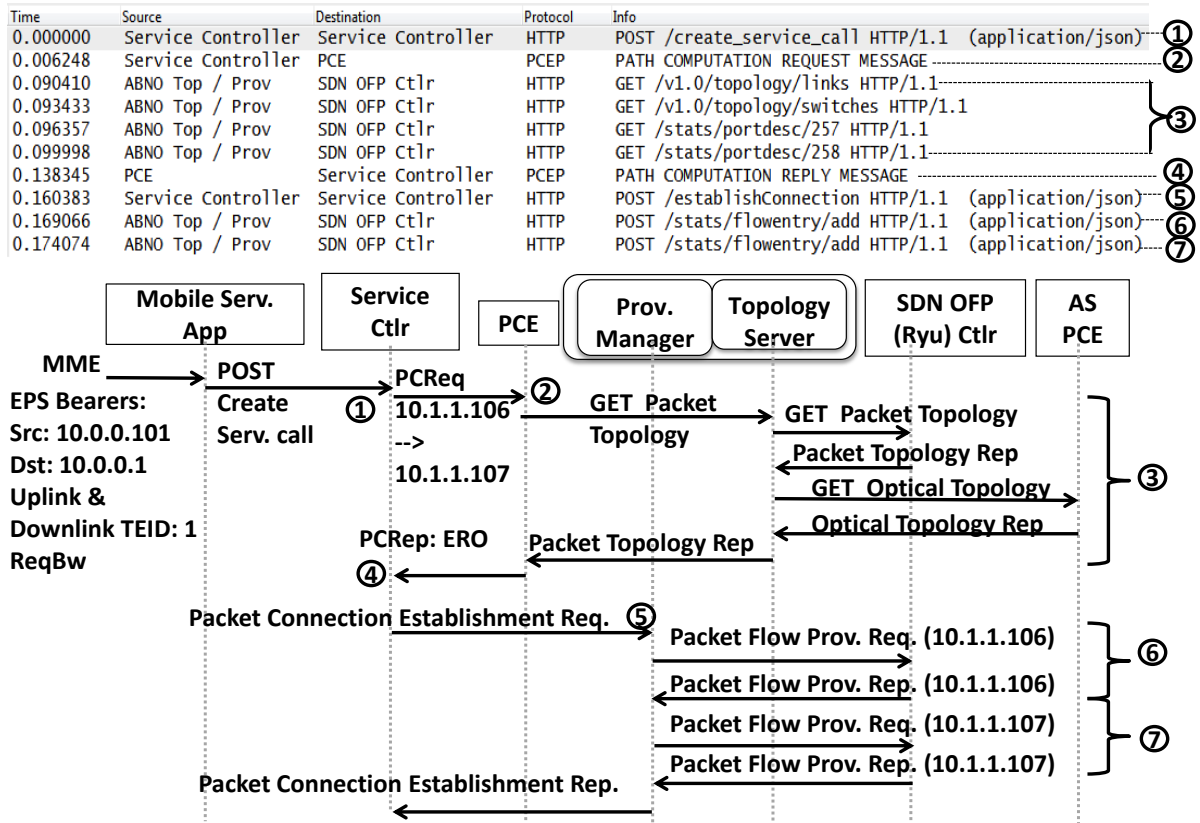 Time Source Destination Protocol Info
0.000000 Service Controller Service Controller HTTP POST /create_service_call HTTP/1.1 (application/json) 1
0.006248 Service Controller PCE PCEP PATH COMPUTATION REQUEST MESSAGE 2
0.090410 ABNO Top / Prov SDN OFP Ctlr HTTP GET /v1.0/topology/links HTTP/1.1
0.093433 ABNO Top / Prov SDN OFP Ctlr HTTP GET /v1.0/topology/switches HTTP/1.1
3
0.096357 ABNO Top / Prov SDN OFP Ctlr HTTP GET /stats/portdesc/257 HTTP/1.1
0.099998 ABNO Top / Prov SDN OFP Ctlr HTTP GET /stats/portdesc/258 HTTP/1.1
0.138345 PCE Service Controller PCEP PATH COMPUTATION REPLY MESSAGE 4
0.160383 Service Controller Service Controller HTTP POST /establishConnection HTTP/1.1 (application/json) 5
0.169066 ABNO Top / Prov SDN OFP Ctlr HTTP POST /stats/flowentry/add HTTP/1.1 (application/json) 6
0.174074 ABNO Top / Prov SDN OFP Ctlr HTTP POST /stats/flowentry/add HTTP/1.1 (application/json) 7
Mobile Serv.
App
Service
Ctlr
PCE
Prov.
Manager
Topology
Server
SDN OFP
(Ryu) Ctlr
AS
PCE
MME
EPS Bearers:
Src: 10.0.0.101
Dst: 10.0.0.1
Uplink &
Downlink TEID: 1
ReqBw
POST
Create
Serv. call
1
PCReq
10.1.1.106
-->
10.1.1.107
2
GET Packet
Topology
GET Packet Topology
Packet Topology Rep
GET Optical Topology
Optical Topology Rep
3
Packet Topology Rep
PCRep: ERO
4
Packet Connection Establishment Req. 5
Packet Flow Prov. Req. (10.1.1.106)
6
Packet Flow Prov. Rep. (10.1.1.106)
Packet Flow Prov. Req. (10.1.1.107)
7
Packet Flow Prov. Rep. (10.1.1.107)
Packet Connection Establishment Rep.